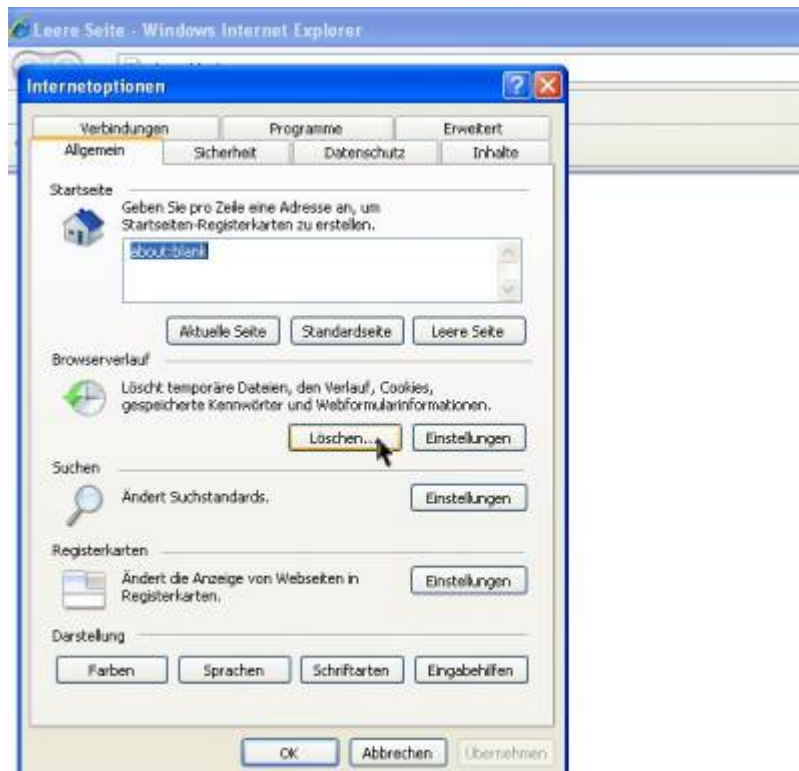 Leere Seite - Windows Internet Explorer
Internetoptionen
Verbindungen Programme Erweitert
Allgemein Sicherheit Datenschutz Inhalte
Startseite
Geben Sie pro Zeile eine Adresse an, um
Startseiten-Registerkarten zu erstellen.
about:blank
Aktuelle Seite Standardseite Leere Seite
Browserverlauf
Löscht temporäre Dateien, den Verlauf, Cookies,
gespeicherte Kennwörter und Webformularinformationen.
Löschen... Einstellungen
Suchen
Ändert Suchstandards. Einstellungen
Registerkarten
Ändert die Anzeige von Webseiten in
Registerkarten.
Einstellungen
Darstellung
Farben Sprachen Schriftarten Eingabehilfen
OK Abbrechen Übernehmen